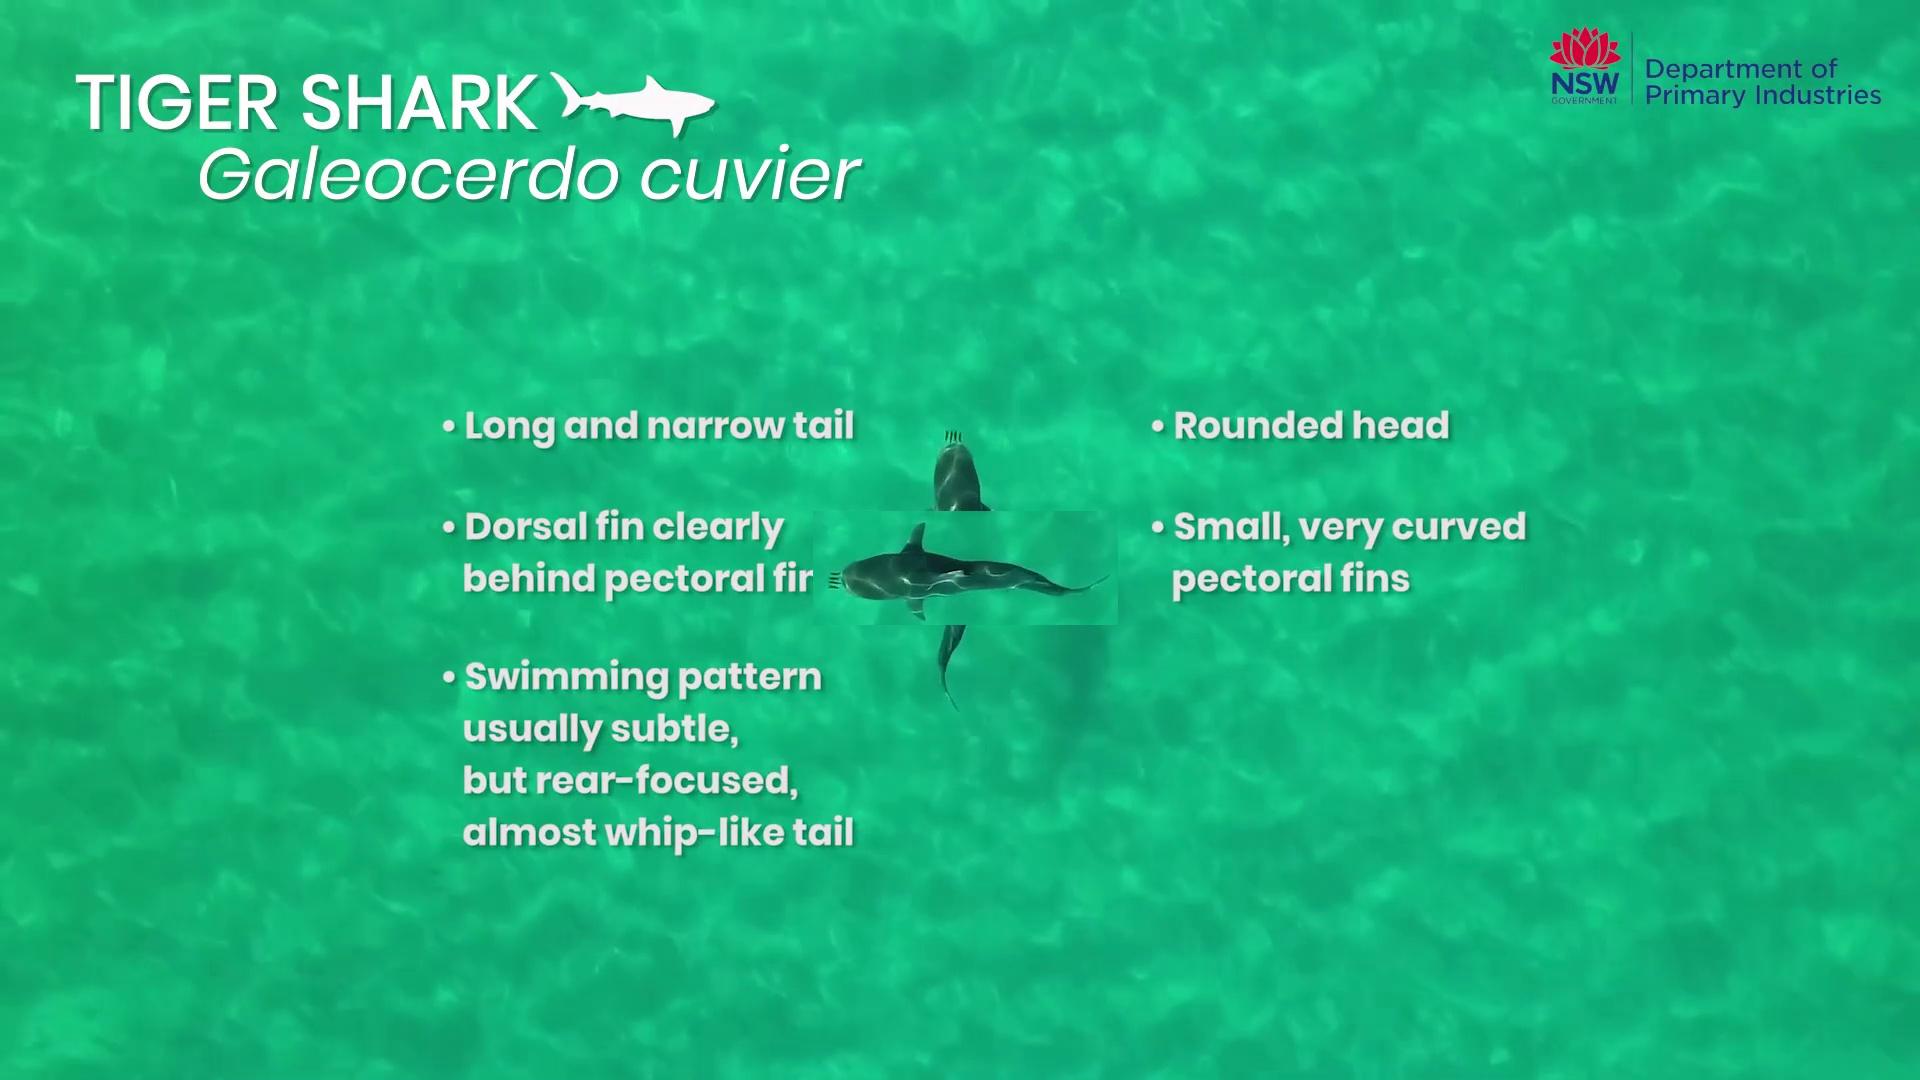 TIGER SHARK
Galeocerdo cuvier
NSW
GOVERNMENT
Department of
Primary Industries
• Long and narrow tail
• Dorsal fin clearly
behind pectoral fin
• Swimming pattern
usually subtle,
but rear-focused,
almost whip-like tail
• Rounded head
• Small, very curved
pectoral fins